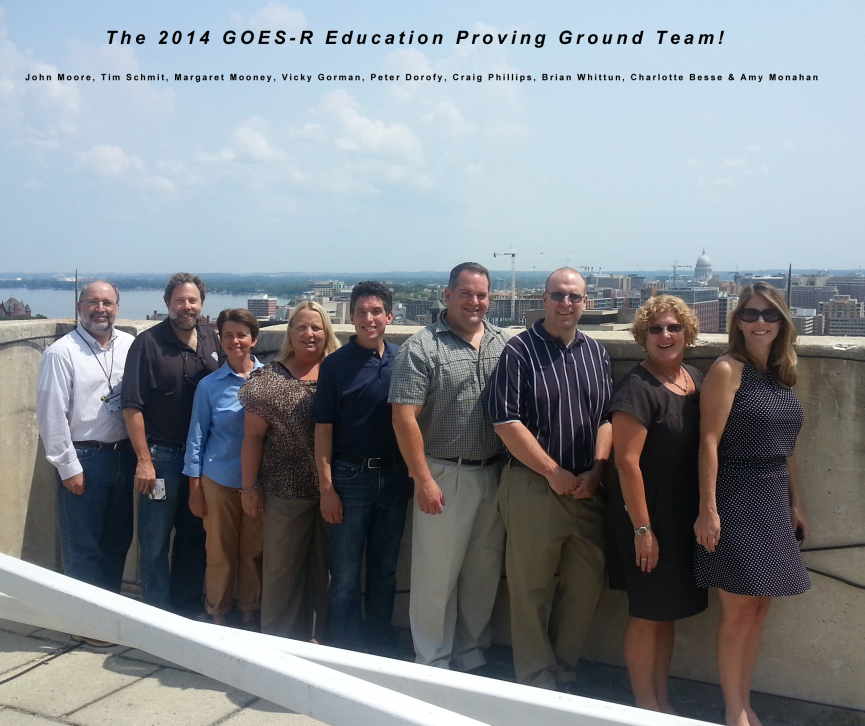 The 2014 GOES-R Education Proving Ground Team!
John Moore, Tim Schmit, Margaret Mooney, Vicky Gorman, Peter Dorofy, Craig Phillips, Brian Whittun, Charlotte Besse & Amy Monahan